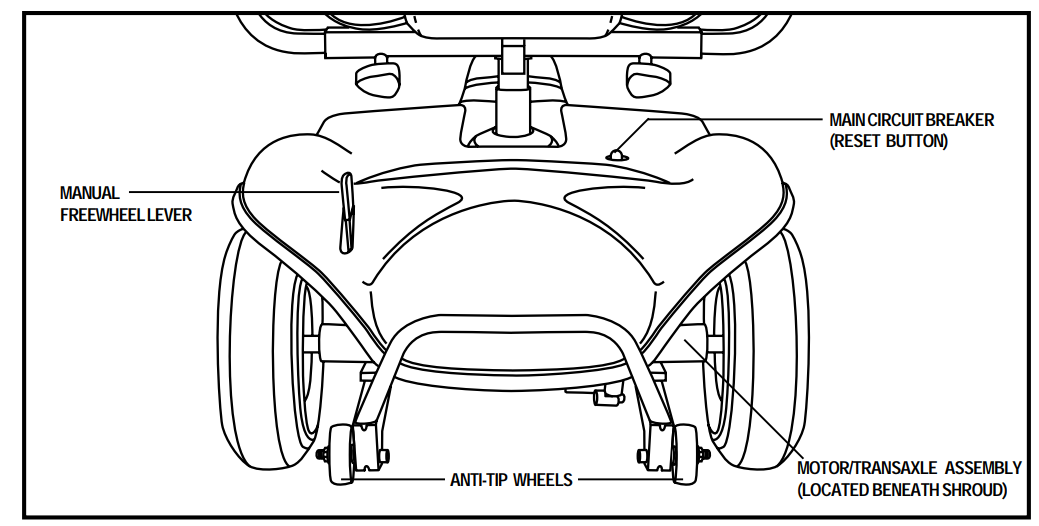 MAIN CIRCUIT BREAKER
(RESET BUTTON)
MANUAL
FREEWHEEL LEVER
ANTI-TIP WHEELS
MOTOR/TRANSAXLE ASSEMBLY
(LOCATED BENEATH SHROUD)